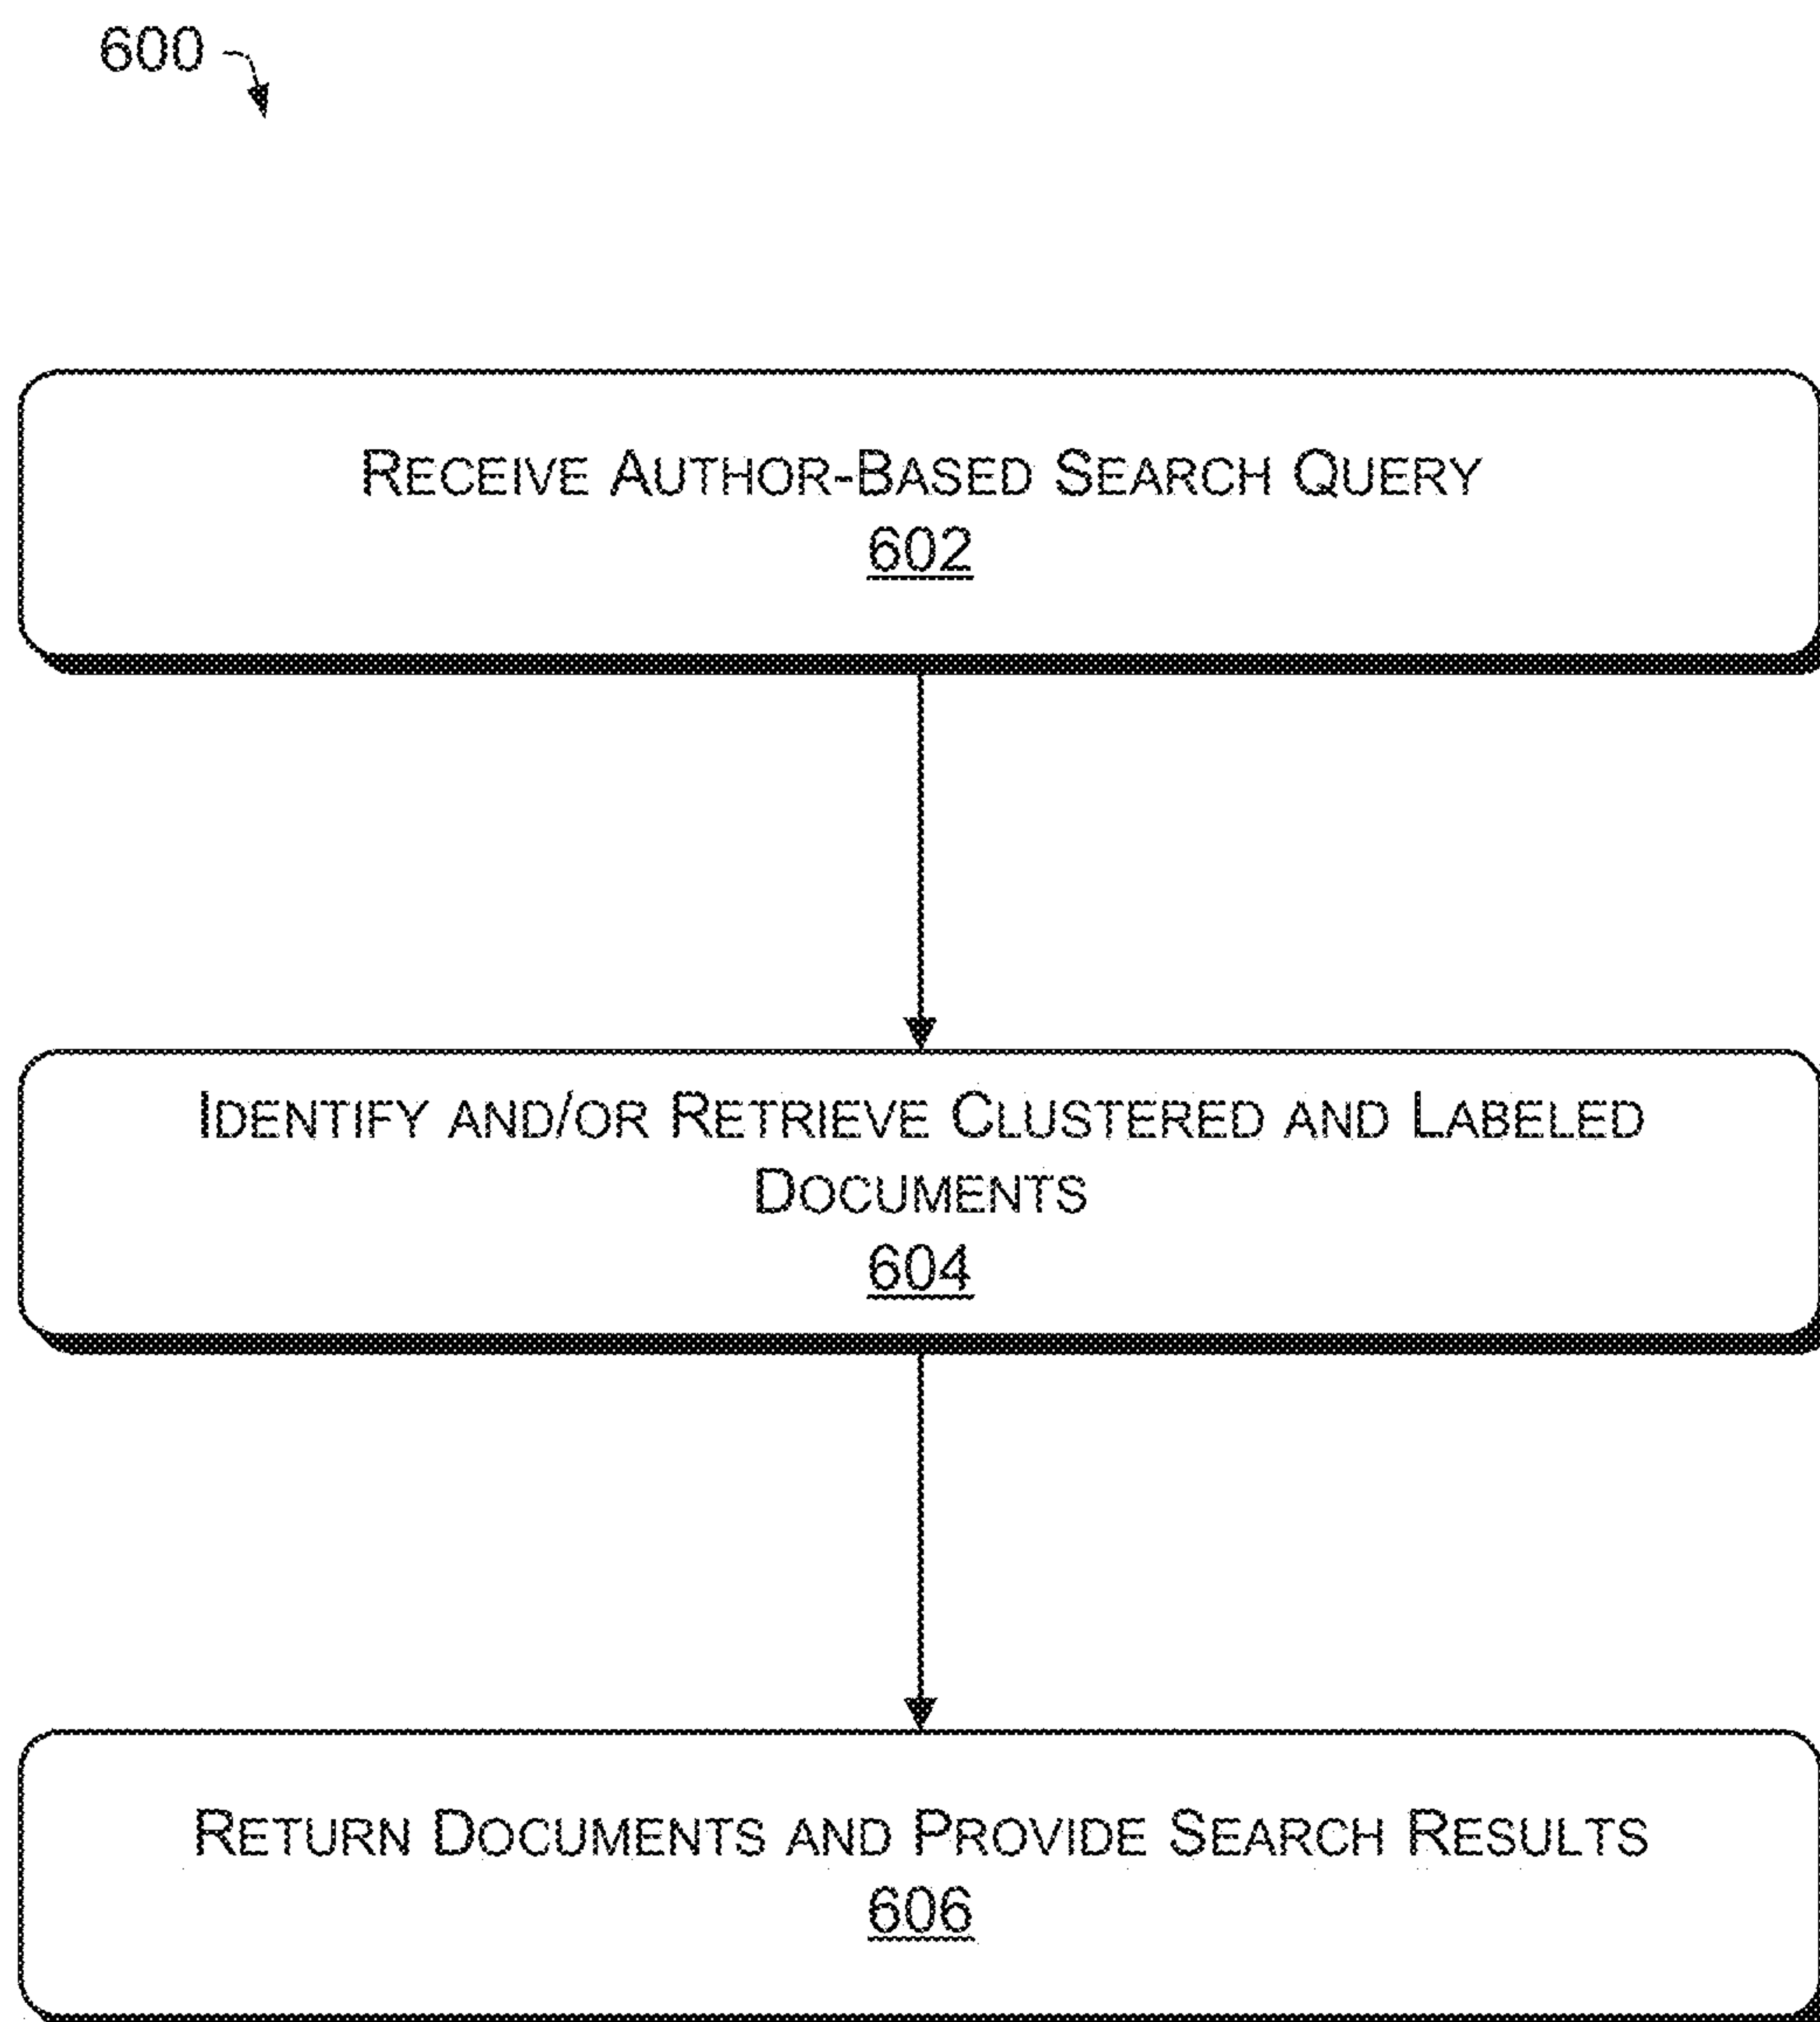 600
RECEIVE AUTHOR-BASED SEARCH QUERY
602
IDENTIFY AND/OR RETRIEVE CLUSTERED AND LABELED
DOCUMENTS
604
RETURN DOCUMENTS AND PROVIDE SEARCH RESULTS
606